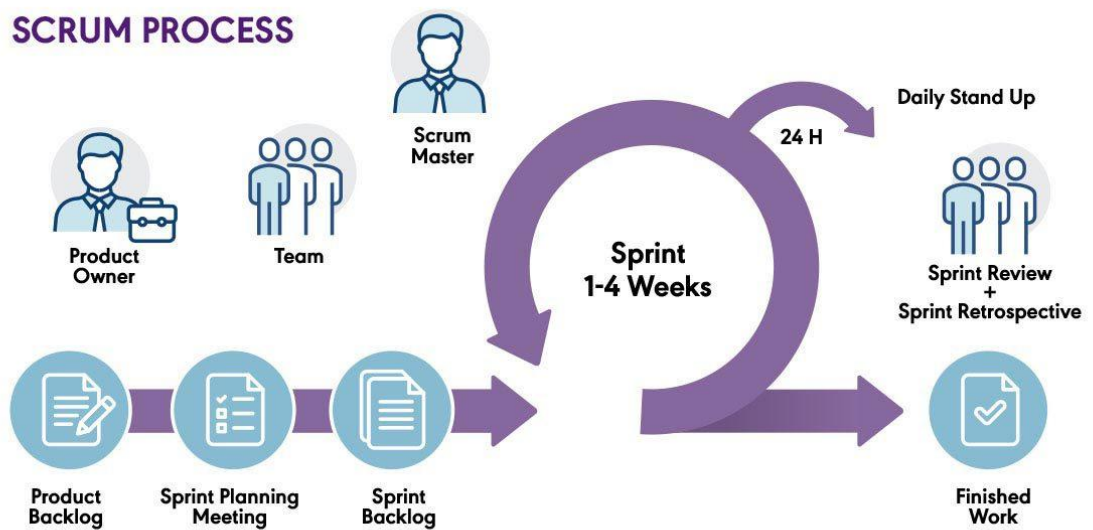 SCRUM PROCESS
Scrum
Master
Product
Owner
Team
Daily Stand Up
24 H
Sprint
1-4 Weeks
Sprint Review
+
Sprint Retrospective
Product
Backlog
Sprint Planning
Meeting
Sprint
Backlog
Finished
Work